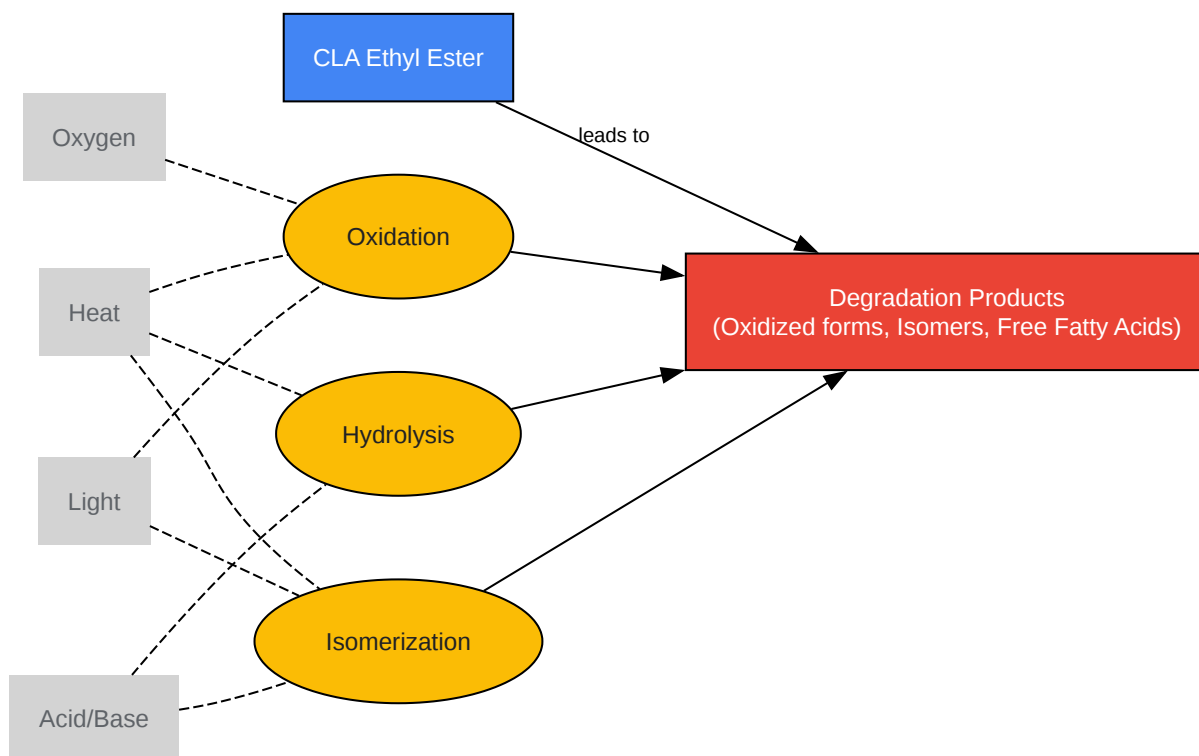 CLA Ethyl Ester
Oxygen
leads to
Oxidation
Heat
Degradation Products
(Oxidized forms, Isomers, Free Fatty Acids)
Hydrolysis
Light
Isomerization
Acid/Base